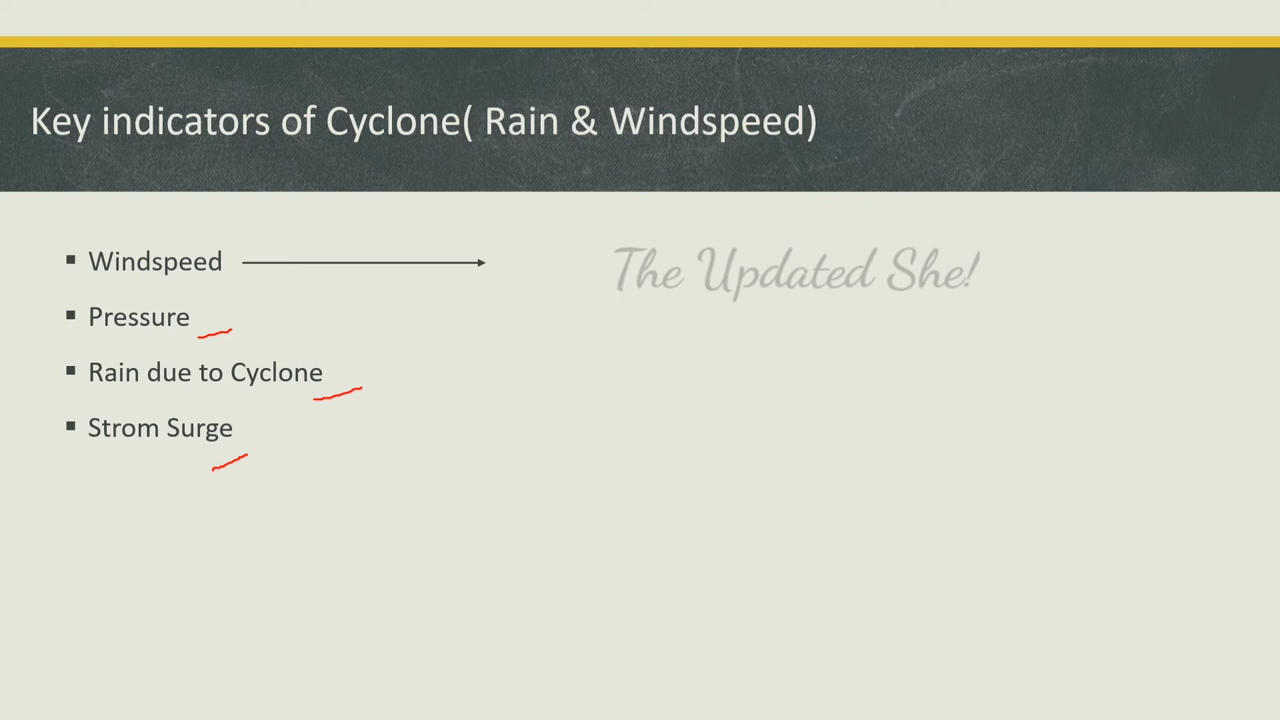 Key indicators of Cyclone( Rain & Windspeed)
▪ Windspeed
The Updated She!
▪ Pressure
▪ Rain due to Cyclone
▪ Strom Surge